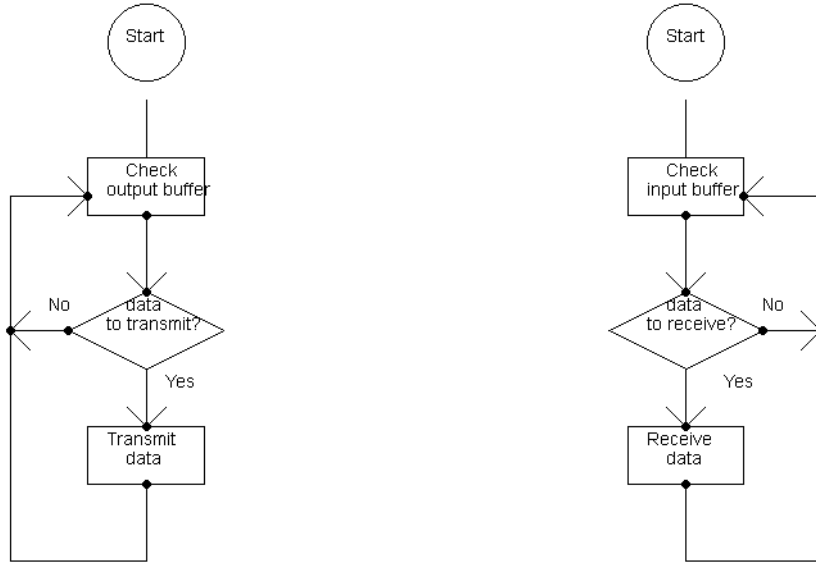 Start
Check
output buffer
No
data
to transmit?
Yes
Transmit
data
Start
Check
input buffer
data
to receive?
No
Yes
Receive
data